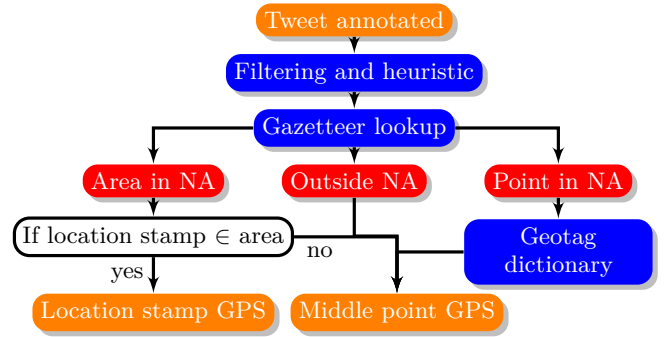 Tweet annotated
Filtering and heuristic
Gazetteer lookup
Area in NA
Outside NA
Point in NA
If location stamp ∈ area
no
Geotag
dictionary
yes
Location stamp GPS
Middle point GPS